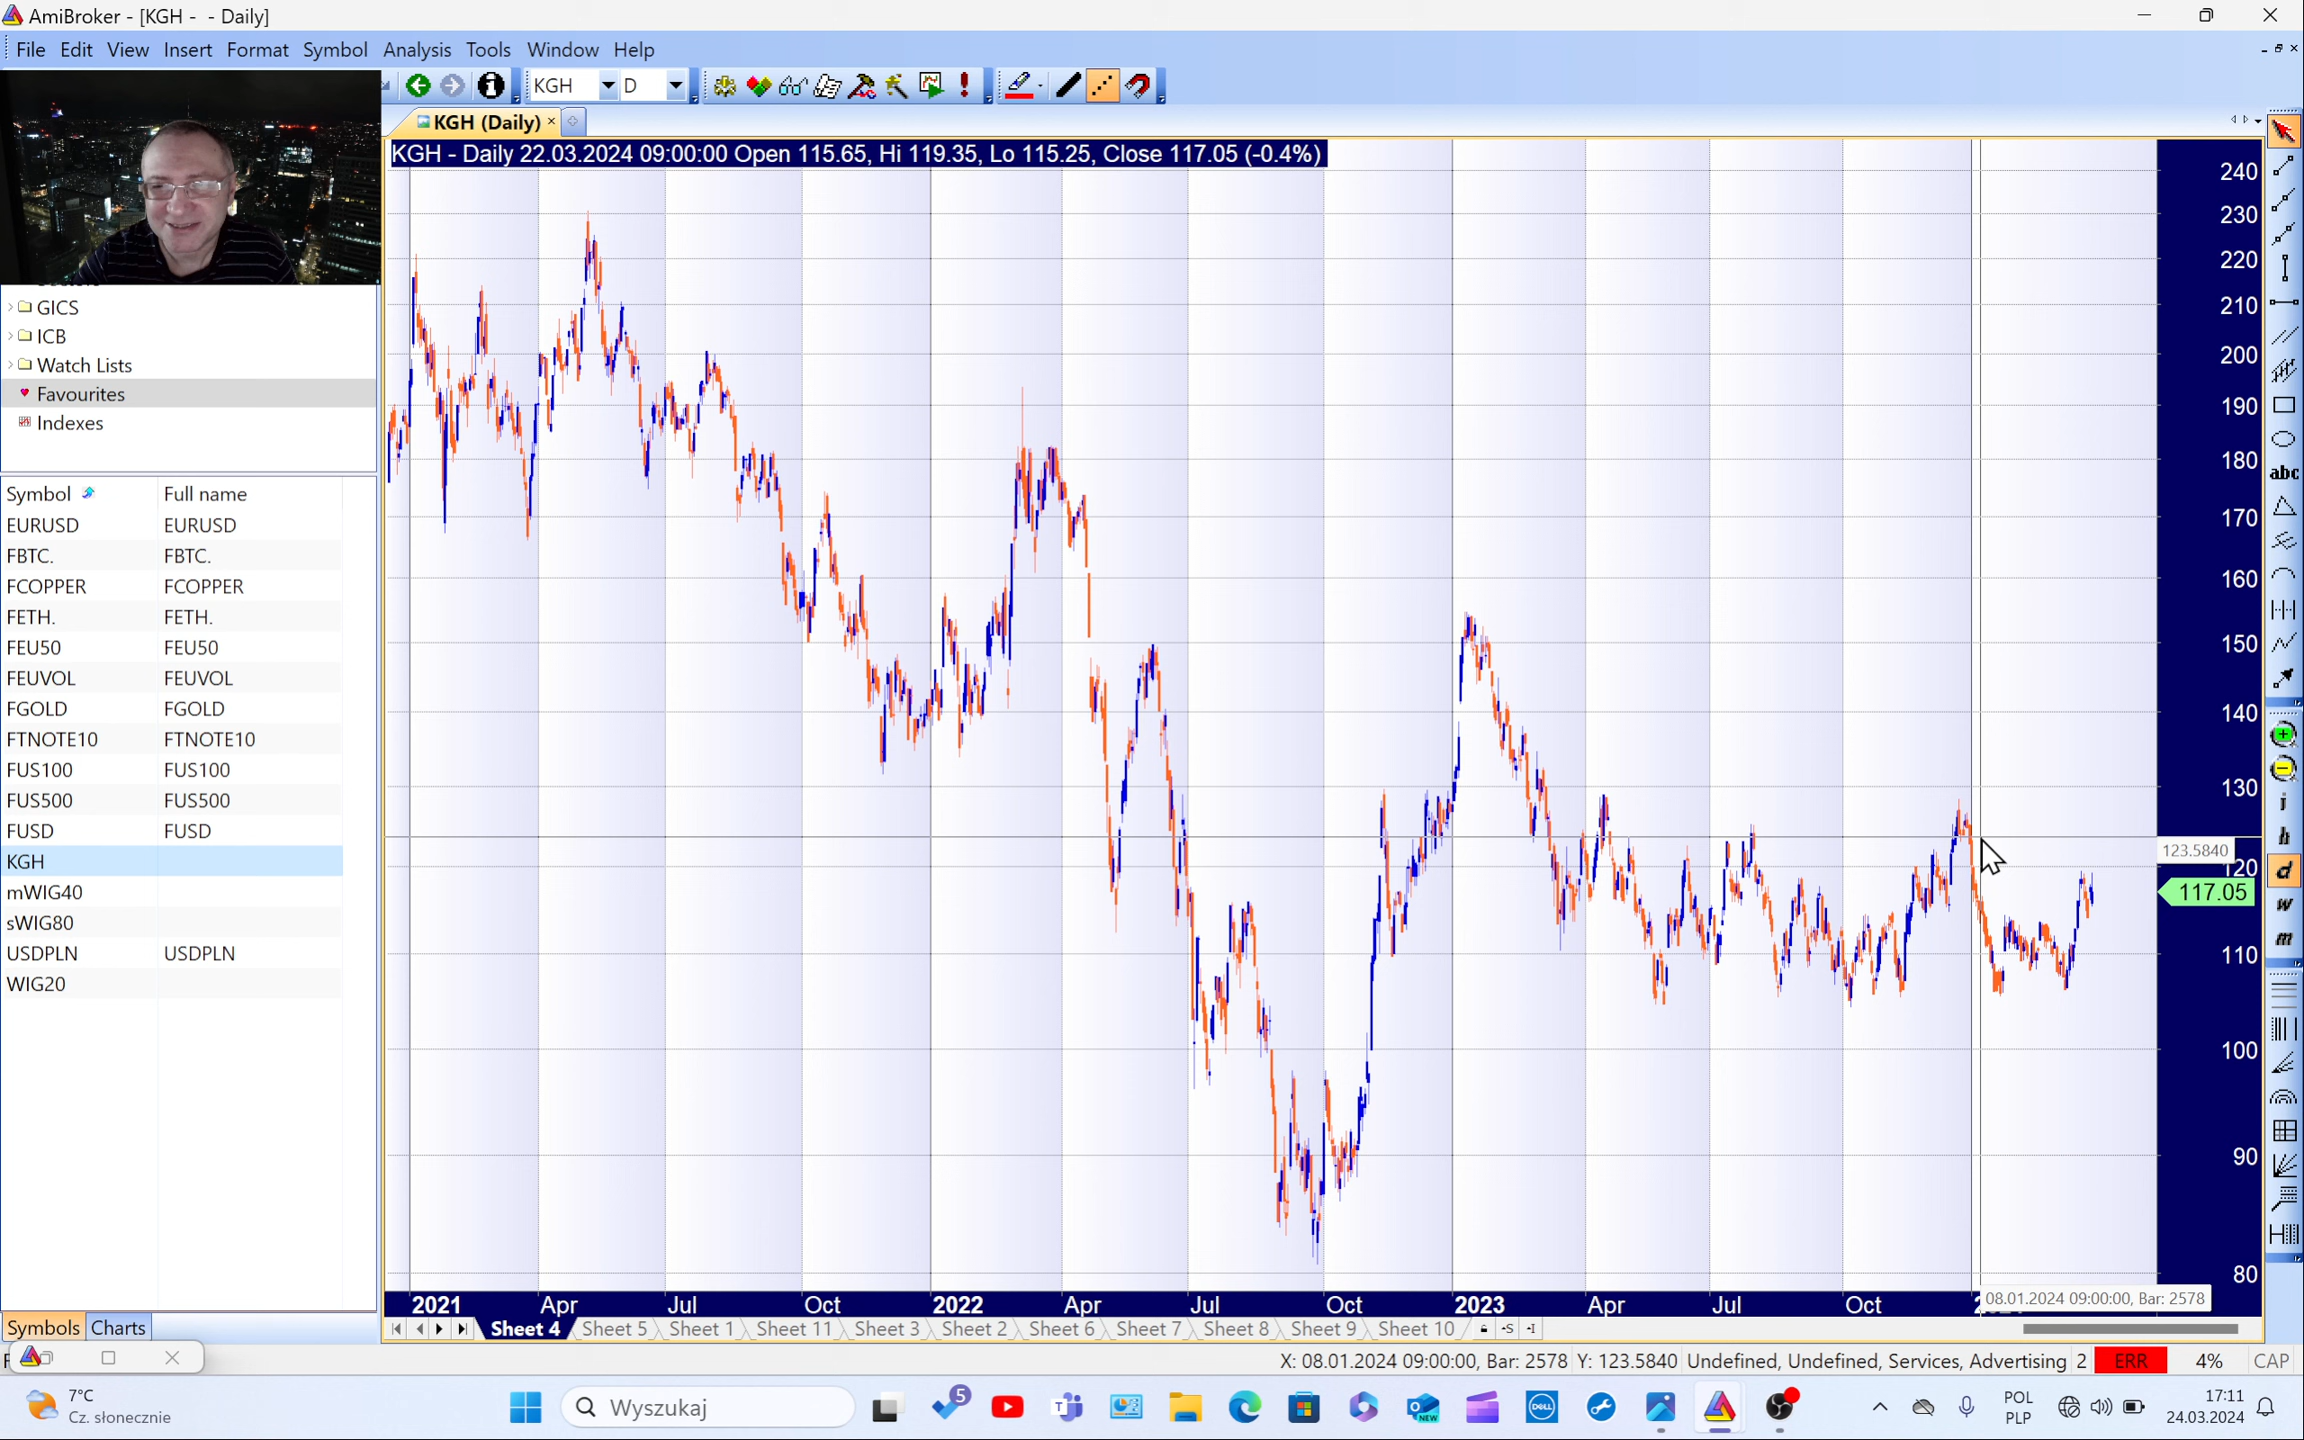 AmiBroker - [KGH - - Daily]
File Edit View Insert Format Symbol Analysis Tools Window Help
KGH D
KGH (Daily)
KGH - Daily 22.03.2024 09:00:00 Open 115.65, Hi 119.35, Lo 115.25, Close 117.05 (-0.4%)
GICS
ICB
Watch Lists
Favourites
Indexes
Symbol Full name
EURUSD EURUSD
FBTC. FBTC.
FCOPPER FCOPPER
FETH. FETH.
FEU50 FEU50
FEUVOL FEUVOL
FGOLD FGOLD
FTNOTE10 FTNOTE10
FUS100 FUS100
FUS500 FUS500
FUSD FUSD
KGH
mWIG40
sWIG80
USDPLN USDPLN
WIG20
Symbols Charts
240
230
220
210
200
190
180
170
160
150
140
130
123.5840
120
117.05
110
100
90
80
abc
i
h
d
w
m
2021 Apr Jul Oct 2022 Apr Jul Oct 2023 Apr Jul Oct
08.01.2024 09:00:00, Bar: 2578
Sheet 4 Sheet 5 Sheet 1 Sheet 11 Sheet 3 Sheet 2 Sheet 6 Sheet 7 Sheet 8 Sheet 9 Sheet 10
X: 08.01.2024 09:00:00, Bar: 2578 Y: 123.5840 Undefined, Undefined, Services, Advertising 2 ERR 4% CAP
7°C
Cz. słonecznie
Wyszukaj
5
NEW
DELL
POL
PLP
17:11
24.03.2024